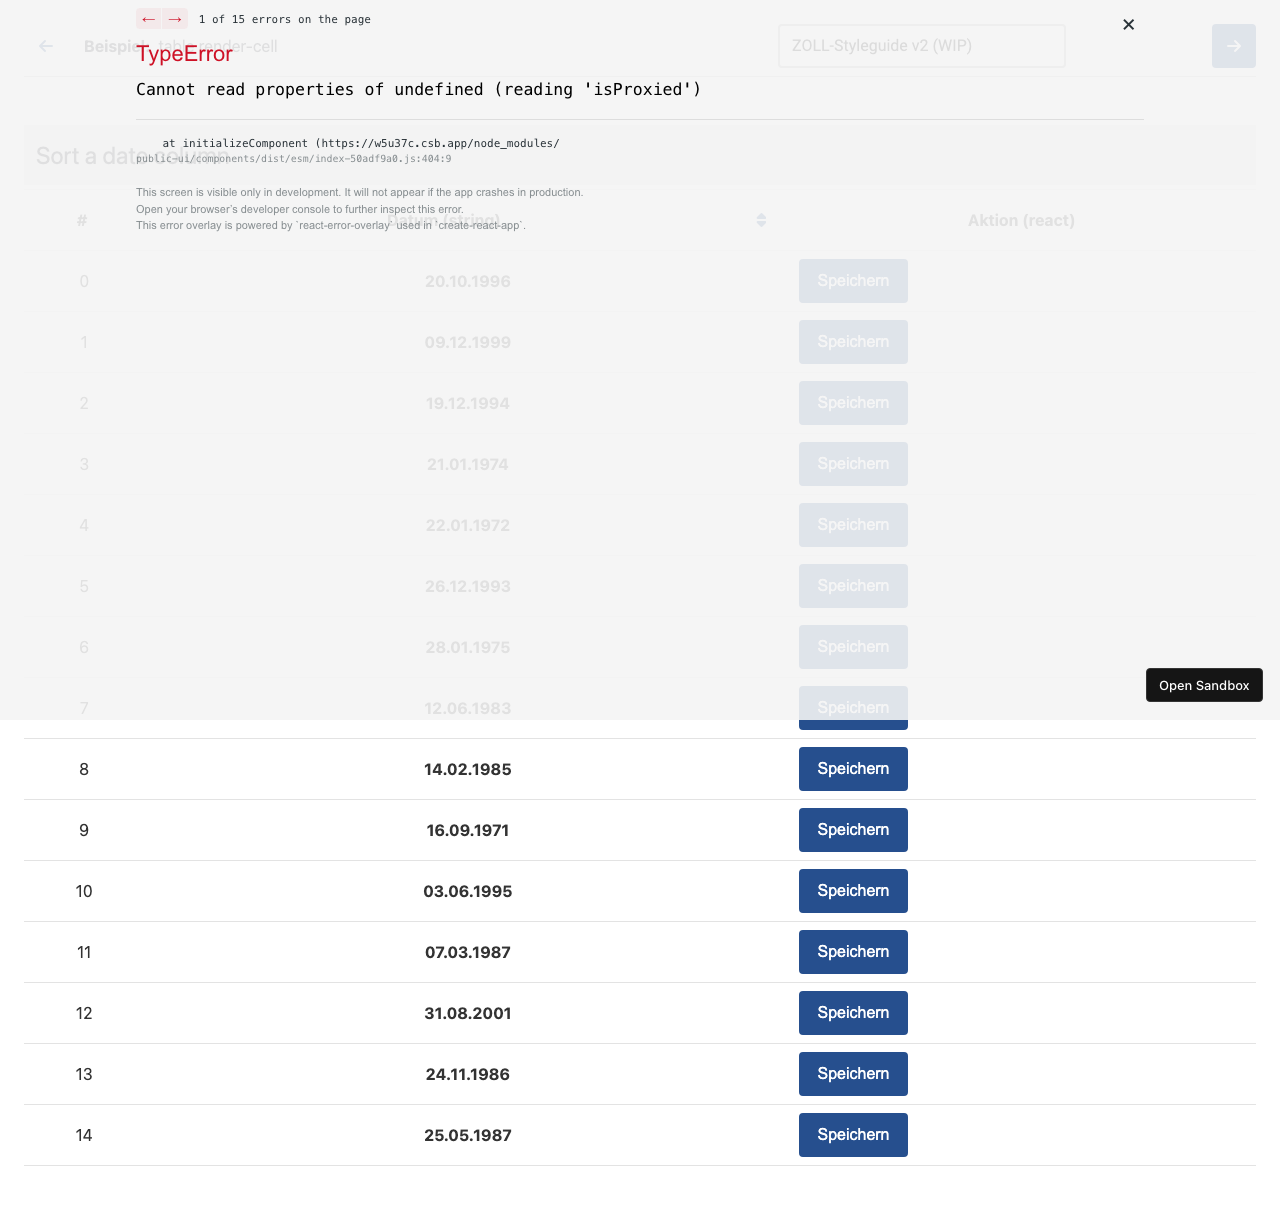 ← → 1 of 15 errors on the page ✕
← Beispiel table render-cell ZOLL-Styleguide v2 (WIP) →
TypeError
Cannot read properties of undefined (reading 'isProxied')
at initializeComponent (https://w5u37c.csb.app/node_modules/
public-ui/components/dist/esm/index-50adf9a0.js:404:9
Sort a date column
This screen is visible only in development. It will not appear if the app crashes in production.
Open your browser’s developer console to further inspect this error.
This error overlay is powered by `react-error-overlay` used in `create-react-app`.
# Datum (string) Aktion (react)
0 20.10.1996 Speichern
1 09.12.1999 Speichern
2 19.12.1994 Speichern
3 21.01.1974 Speichern
4 22.01.1972 Speichern
5 26.12.1993 Speichern
6 28.01.1975 Speichern
Open Sandbox
7 12.06.1983 Speichern
8 14.02.1985 Speichern
9 16.09.1971 Speichern
10 03.06.1995 Speichern
11 07.03.1987 Speichern
12 31.08.2001 Speichern
13 24.11.1986 Speichern
14 25.05.1987 Speichern